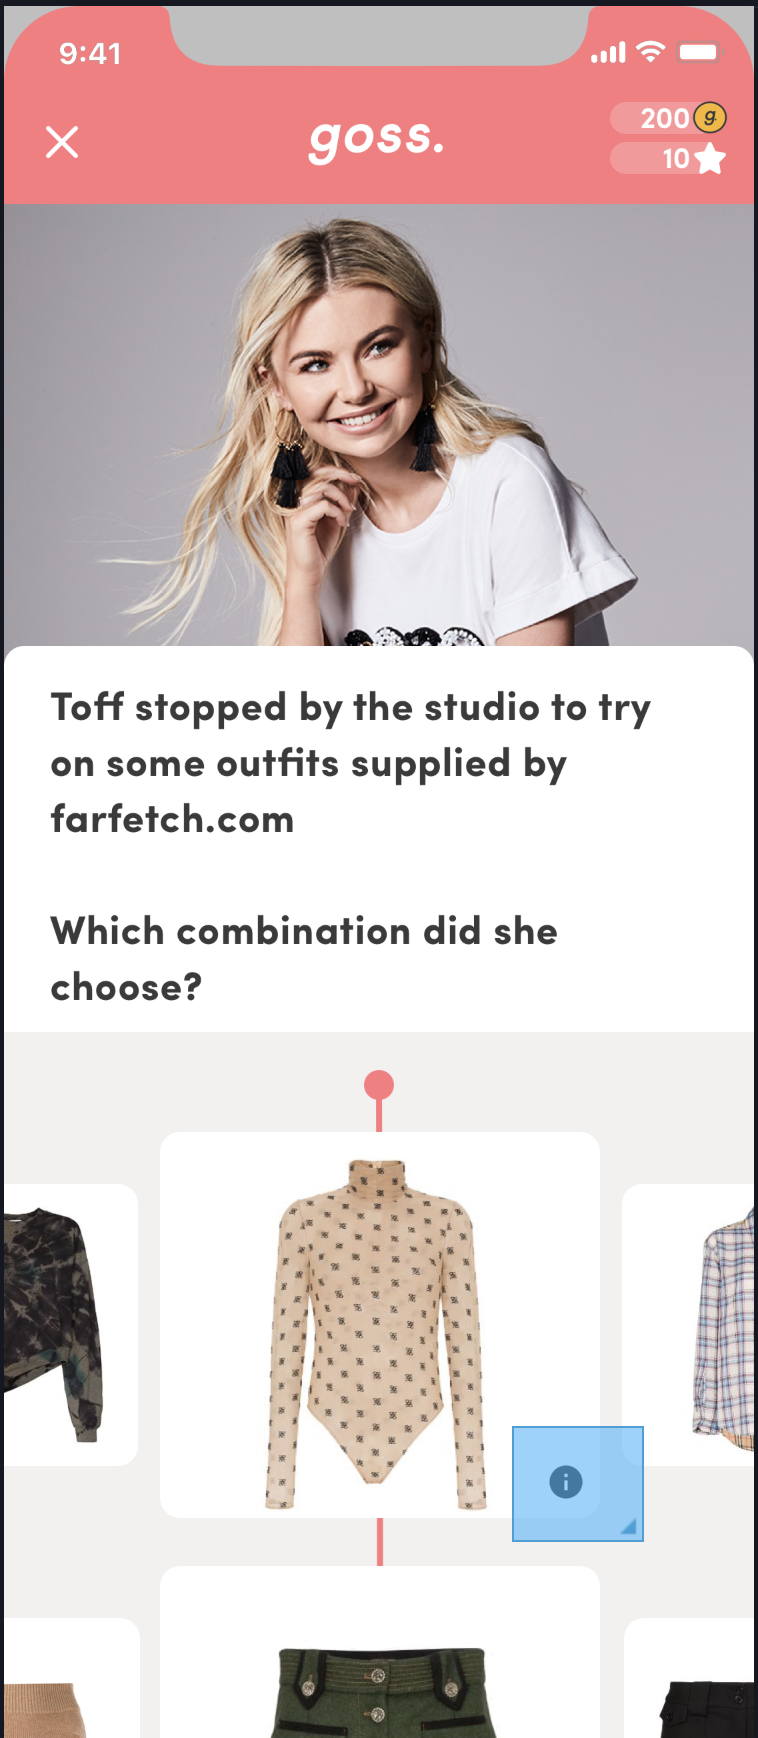 9:41
goss.
200 g.
10
Toff stopped by the studio to try
on some outfits supplied by
farfetch.com
Which combination did she
choose?
i